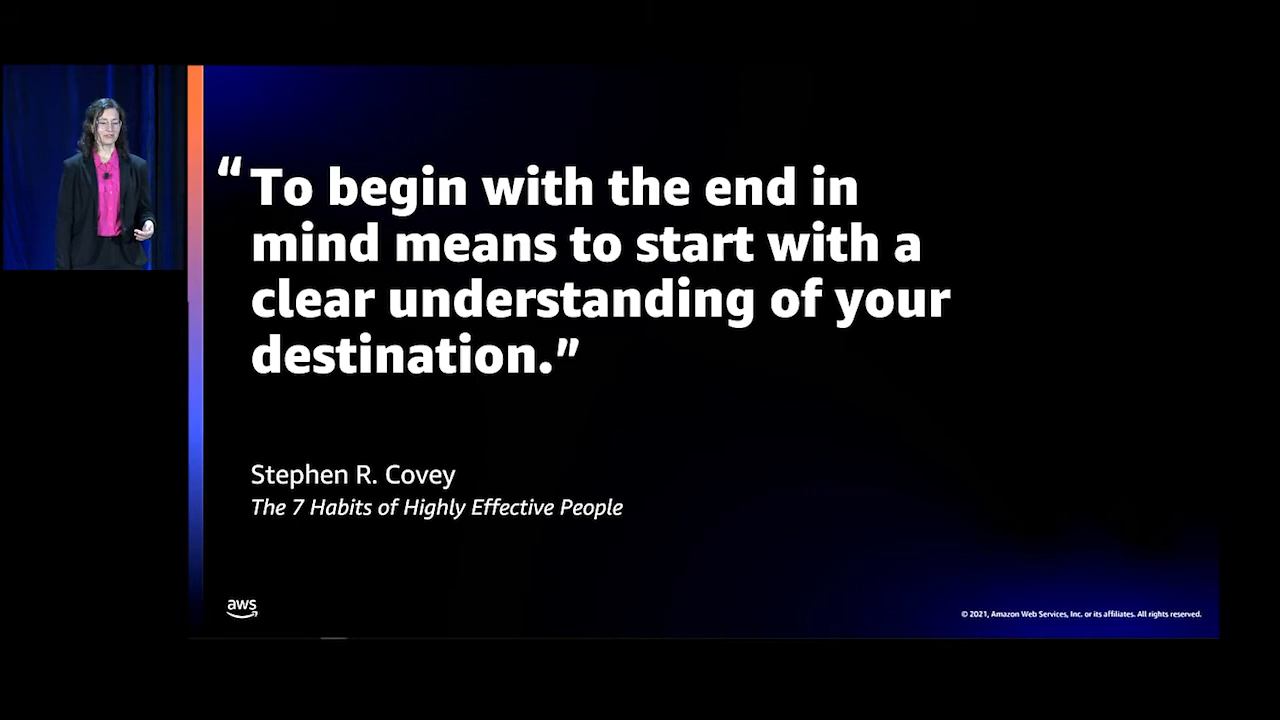 “To begin with the end in
mind means to start with a
clear understanding of your
destination.”
Stephen R. Covey
The 7 Habits of Highly Effective People
aws
© 2021, Amazon Web Services, Inc. or its affiliates. All rights reserved.